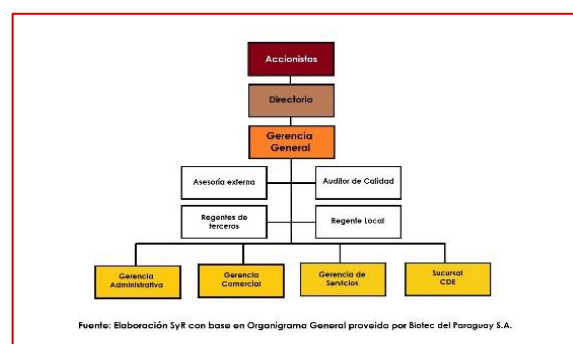 Accionistas
Directorio
Gerencia
General
Asesoría externa
Auditor de Calidad
Regentes de
terceros
Regente Local
Gerencia
Administrativa
Gerencia
Comercial
Gerencia de
Servicios
Sucursal
CDE
Fuente: Elaboración SyR con base en Organigrama General proveida por Biotec del Paraguay S.A.